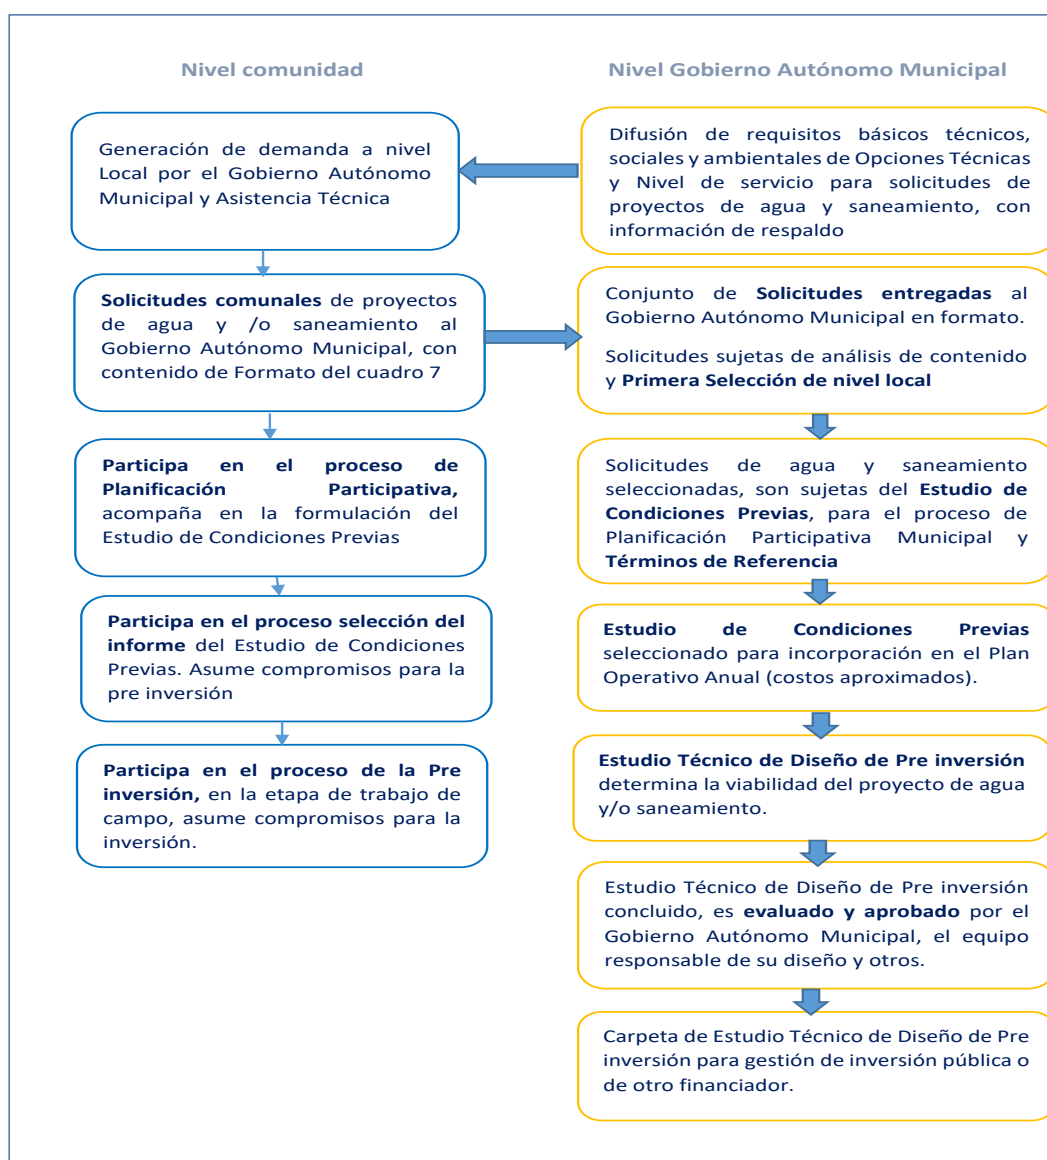 Nivel comunidad
Nivel Gobierno Autónomo Municipal
Generación de demanda a nivel
Local por el Gobierno Autónomo
Municipal y Asistencia Técnica
Difusión de requisitos básicos técnicos,
sociales y ambientales de Opciones Técnicas
y Nivel de servicio para solicitudes de
proyectos de agua y saneamiento, con
información de respaldo
Solicitudes comunales de proyectos
de agua y /o saneamiento al
Gobierno Autónomo Municipal, con
contenido de Formato del cuadro 7
Conjunto de Solicitudes entregadas al
Gobierno Autónomo Municipal en formato.
Solicitudes sujetas de análisis de contenido
y Primera Selección de nivel local
Participa en el proceso de
Planificación Participativa,
acompaña en la formulación del
Estudio de Condiciones Previas
Solicitudes de agua y saneamiento
seleccionadas, son sujetas del Estudio de
Condiciones Previas, para el proceso de
Planificación Participativa Municipal y
Términos de Referencia
Participa en el proceso selección del
informe del Estudio de Condiciones
Previas. Asume compromisos para la
pre inversión
Estudio de Condiciones Previas
seleccionado para incorporación en el Plan
Operativo Anual (costos aproximados).
Participa en el proceso de la Pre
inversión, en la etapa de trabajo de
campo, asume compromisos para la
inversión.
Estudio Técnico de Diseño de Pre inversión
determina la viabilidad del proyecto de agua
y/o saneamiento.
Estudio Técnico de Diseño de Pre inversión
concluido, es evaluado y aprobado por el
Gobierno Autónomo Municipal, el equipo
responsable de su diseño y otros.
Carpeta de Estudio Técnico de Diseño de Pre
inversión para gestión de inversión pública o
de otro financiador.